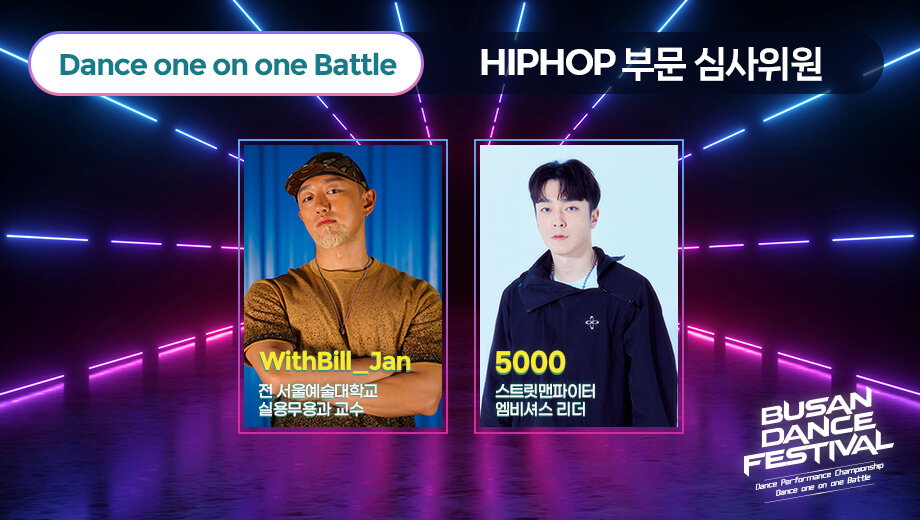 Dance one on one Battle
HIPHOP 부문 심사위원
WithBill_Jan
전 서울예술대학교
실용무용과 교수
5000
스트릿맨파이터
엠비셔스 리더
BUSAN
DANCE
FESTIVAL
Dance Performance Championship
Dance one on one Battle